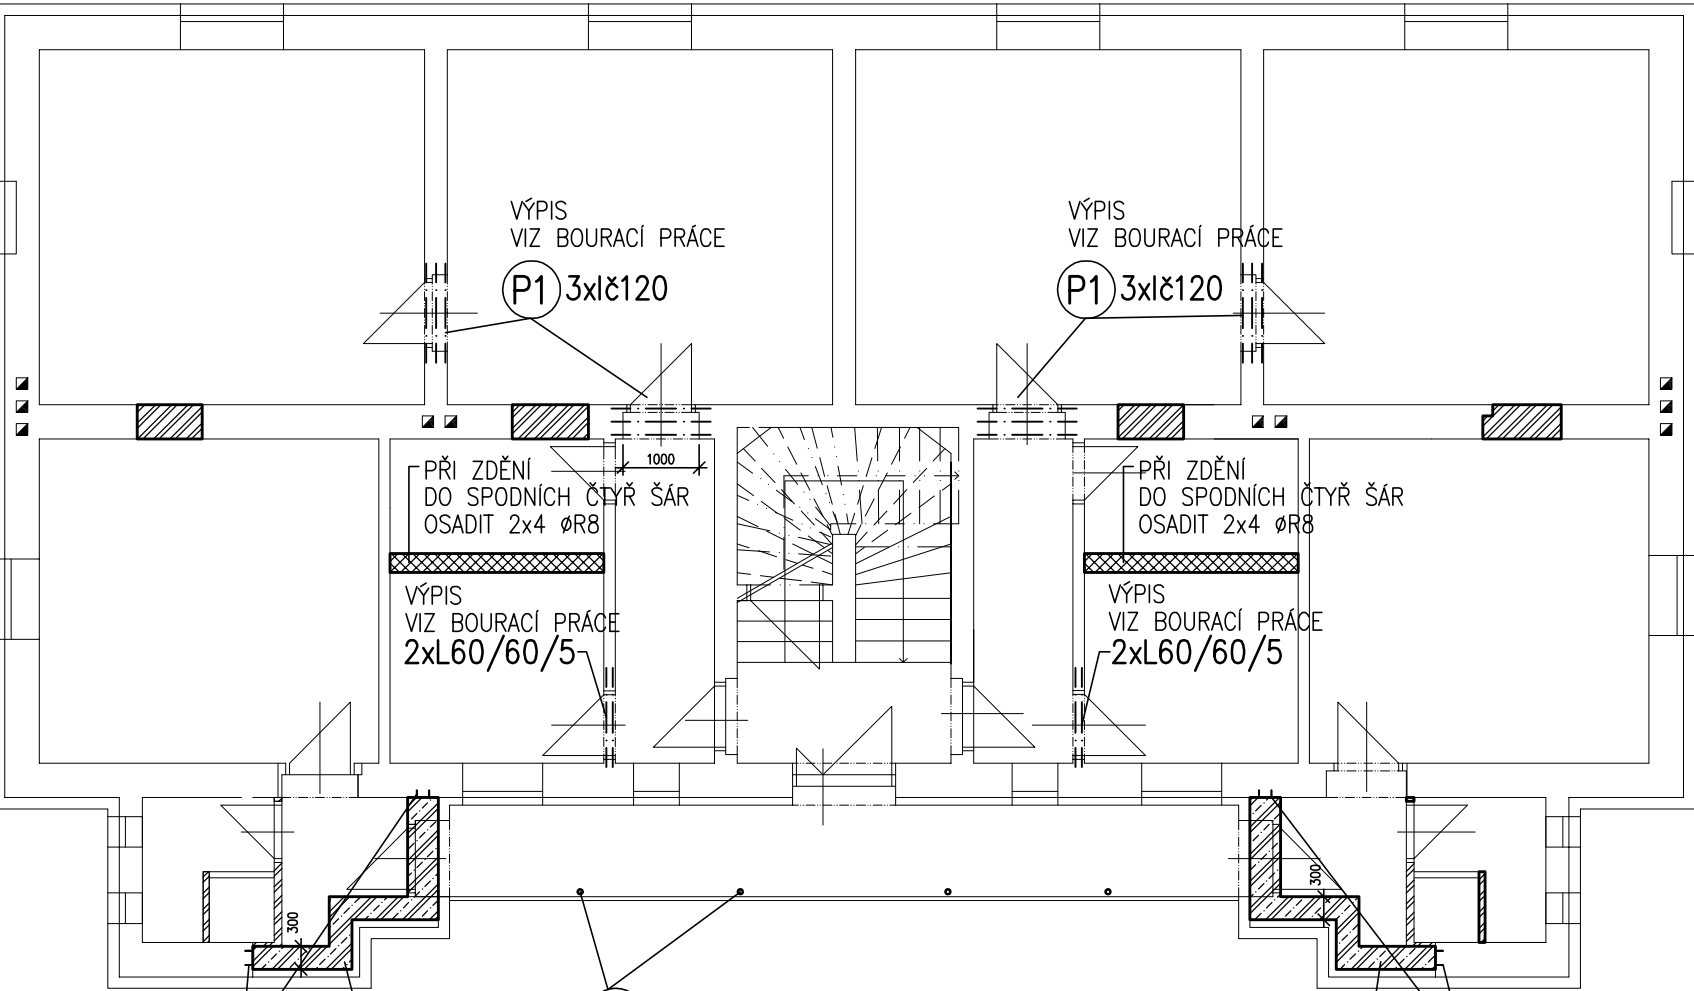 VÝPIS
VIZ BOURACÍ PRÁCE
P1 3xIč120
VÝPIS
VIZ BOURACÍ PRÁCE
P1 3xIč120
1000
PŘI ZDĚNÍ
DO SPODNÍCH ČTYŘ ŠÁR
OSADIT 2x4 øR8
PŘI ZDĚNÍ
DO SPODNÍCH ČTYŘ ŠÁR
OSADIT 2x4 øR8
VÝPIS
VIZ BOURACÍ PRÁCE
2xL60/60/5
VÝPIS
VIZ BOURACÍ PRÁCE
2xL60/60/5
300
300